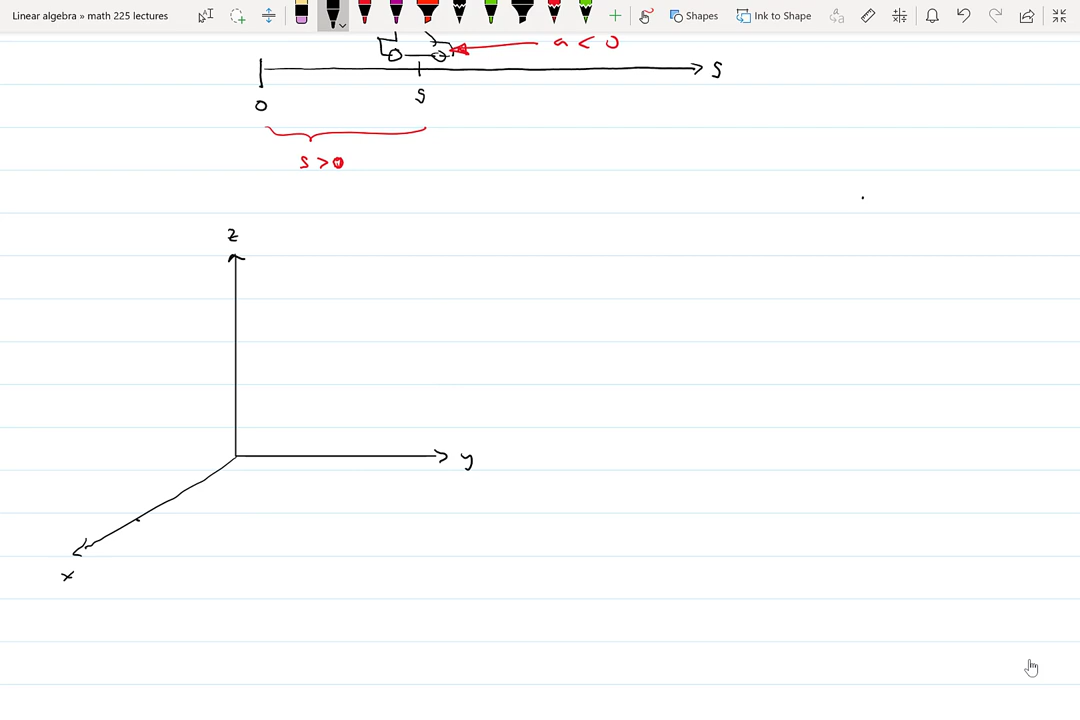 Linear algebra » math 225 lectures
Shapes
Ink to Shape
a < 0
s
0
s
s > 0
z
y
x